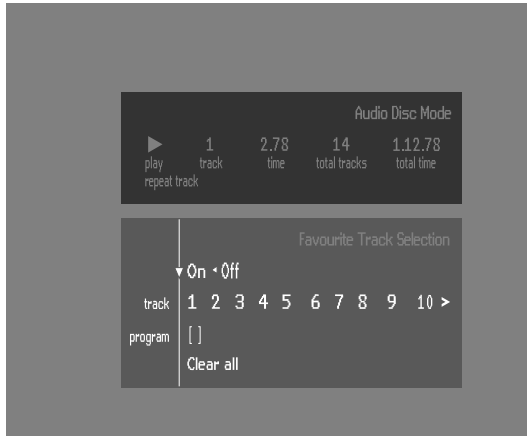 Audio Disc Mode
1 2.78 14 1.12.78
play track time total tracks total time
repeat track
Favourite Track Selection
On Off
track 1 2 3 4 5 6 7 8 9 10 >
program [ ]
Clear all